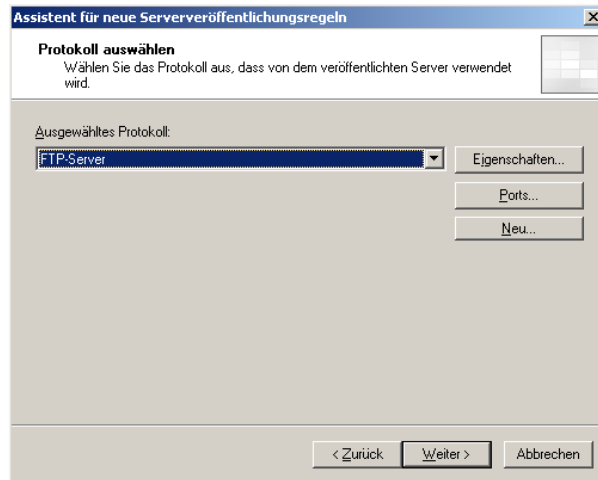 Assistent für neue Serververöffentlichungsregeln
Protokoll auswählen
Wählen Sie das Protokoll aus, dass von dem veröffentlichten Server verwendet
wird.
Ausgewähltes Protokoll:
FTP-Server
Eigenschaften...
Ports...
Neu...
< Zurück
Weiter >
Abbrechen